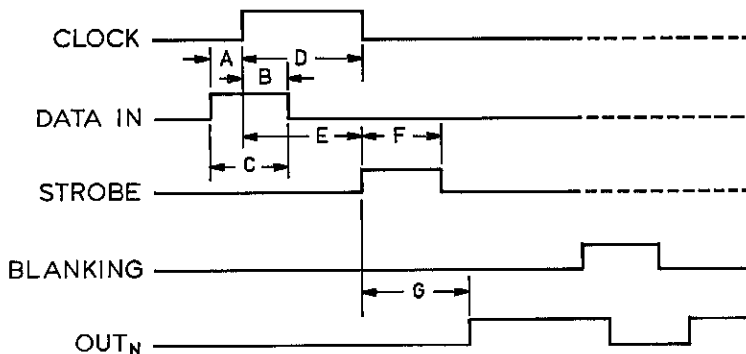 CLOCK
A D
B
DATA IN
E F
C
STROBE
BLANKING
G
OUTN